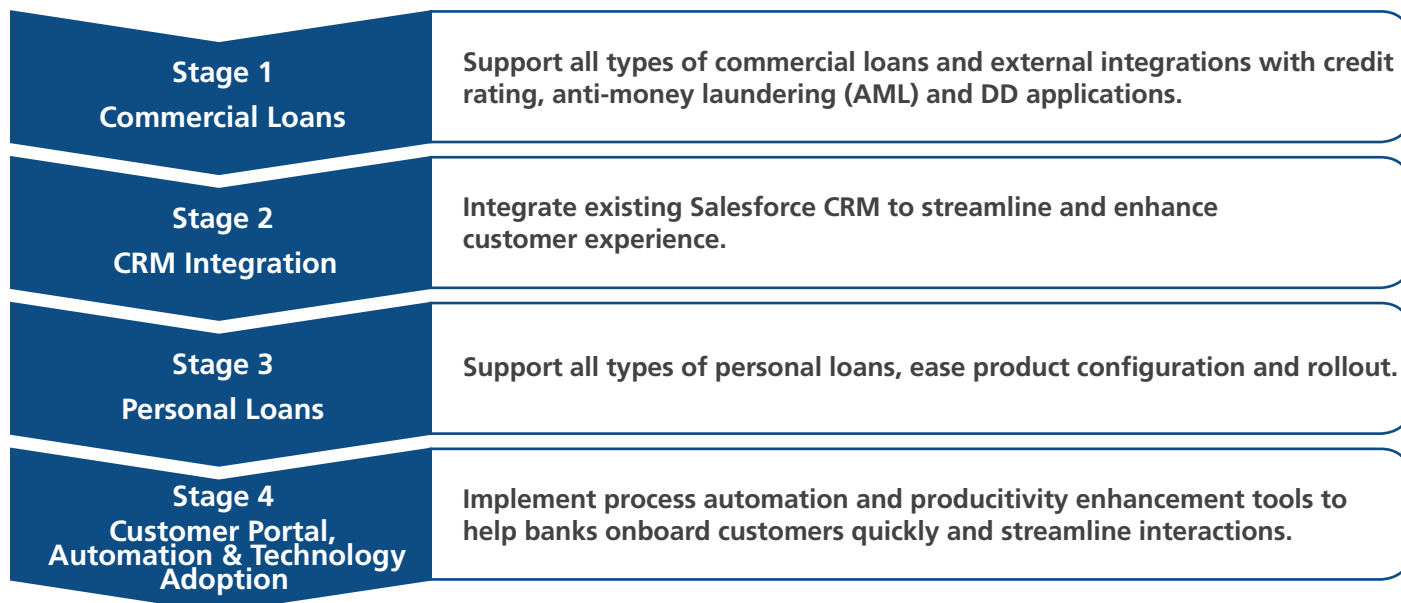 Stage 1
Commercial Loans
Support all types of commercial loans and external integrations with credit
rating, anti-money laundering (AML) and DD applications.
Stage 2
CRM Integration
Integrate existing Salesforce CRM to streamline and enhance
customer experience.
Stage 3
Personal Loans
Support all types of personal loans, ease product configuration and rollout.
Stage 4
Customer Portal,
Automation & Technology
Adoption
Implement process automation and producitivity enhancement tools to
help banks onboard customers quickly and streamline interactions.